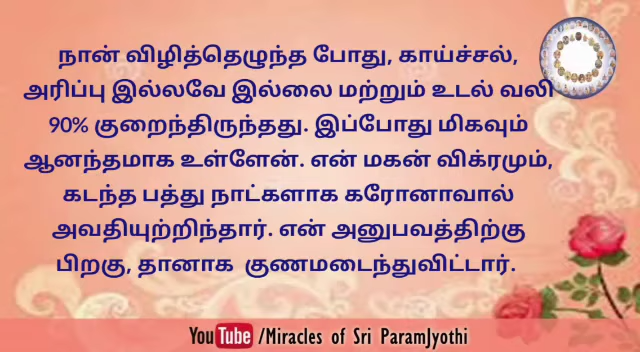 நான் விழித்தெழுந்த போது, காய்ச்சல்,
அரிப்பு இல்லவே இல்லை மற்றும் உடல் வலி
90% குறைந்திருந்தது. இப்போது மிகவும்
ஆனந்தமாக உள்ளேன். என் மகன் விக்ரமும்,
கடந்த பத்து நாட்களாக கரோனாவால்
அவதியுற்றிந்தார். என் அனுபவத்திற்கு
பிறகு, தானாக குணமடைந்துவிட்டார்.
YouTube /Miracles of Sri ParamJyothi